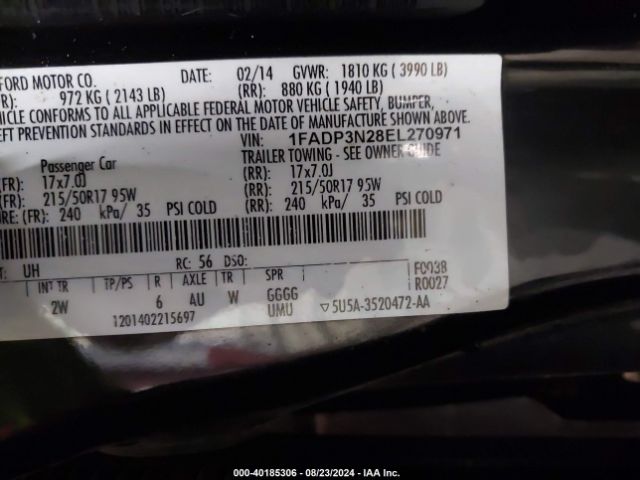 FORD MOTOR CO. DATE: 02/14 GVWR: 1810 KG ( 3990 LB)
R): 972 KG ( 2143 LB) (RR): 880 KG ( 1940 LB)
HICLE CONFORMS TO ALL APPLICABLE FEDERAL MOTOR VEHICLE SAFETY, BUMPER,
EFT PREVENTION STANDARDS IN EFFECT ON THE DATE OF MANUFACTURE SHOWN ABOVE
VIN: 1FADP3N28EL270971
Passenger Car TRAILER TOWING - SEE OWNER GUIDE
(FR): 17x7.0J (RR): 17x7.0J
(FR): 215/50R17 95W (RR): 215/50R17 95W
URE: (FR): 240 kPa/ 35 PSI COLD (RR): 240 kPa/ 35 PSI COLD
T: UH RC: 56 DSO:
INT TR TP/PS R AXLE TR SPR F0038
2W 6 AU W GGGG R0027
UMU ▽ 5U5A-3520472-AA
1201402215697
000-40185306 - 08/23/2024 - IAA Inc.